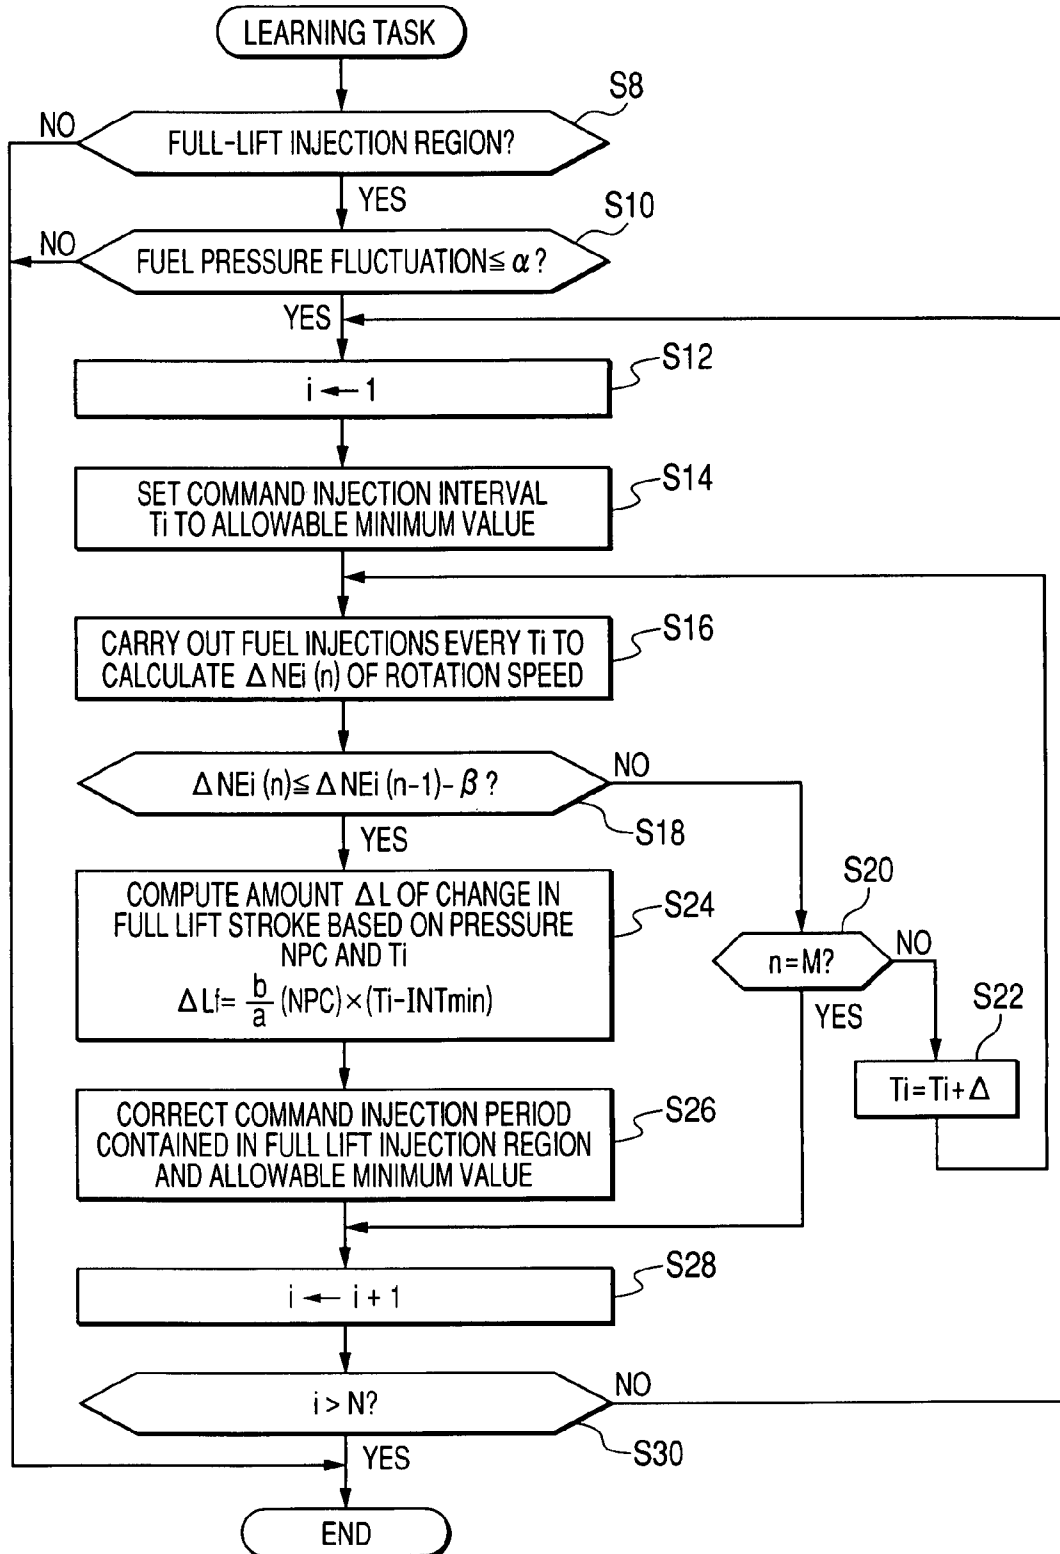 LEARNING TASK
S8
NO
FULL-LIFT INJECTION REGION?
YES
S10
NO
FUEL PRESSURE FLUCTUATION≦α?
YES
S12
i ← 1
S14
SET COMMAND INJECTION INTERVAL
Ti TO ALLOWABLE MINIMUM VALUE
S16
CARRY OUT FUEL INJECTIONS EVERY Ti TO
CALCULATE ΔNEi (n) OF ROTATION SPEED
ΔNEi (n)≦ΔNEi (n-1)-β?
NO
S18
YES
S20
n=M?
NO
YES
S22
Ti=Ti+Δ
COMPUTE AMOUNT ΔL OF CHANGE IN
FULL LIFT STROKE BASED ON PRESSURE
NPC AND Ti
ΔLf= b/a (NPC)×(Ti-INTmin)
S24
CORRECT COMMAND INJECTION PERIOD
CONTAINED IN FULL LIFT INJECTION REGION
AND ALLOWABLE MINIMUM VALUE
S26
S28
i ← i + 1
i > N?
NO
S30
YES
END